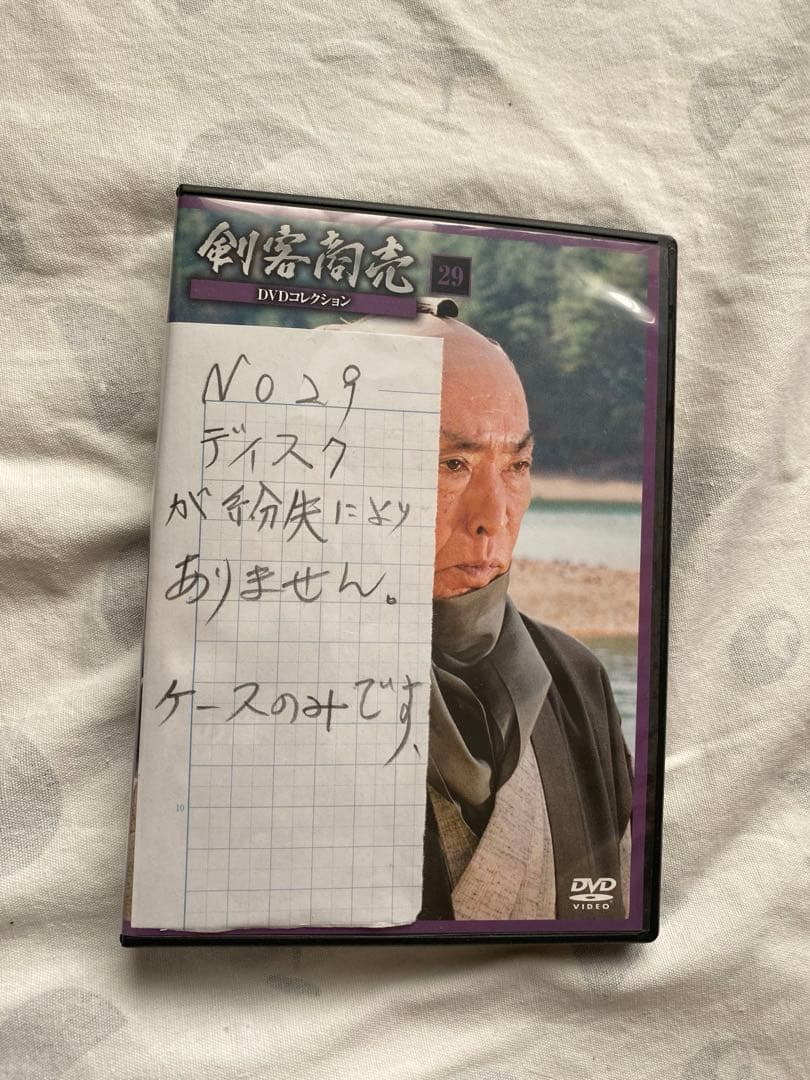 剣客商売 29
DVDコレクション
NO29
ディスク
が紛失により
ありません。
ケースのみです、
10
DVD
VIDEO